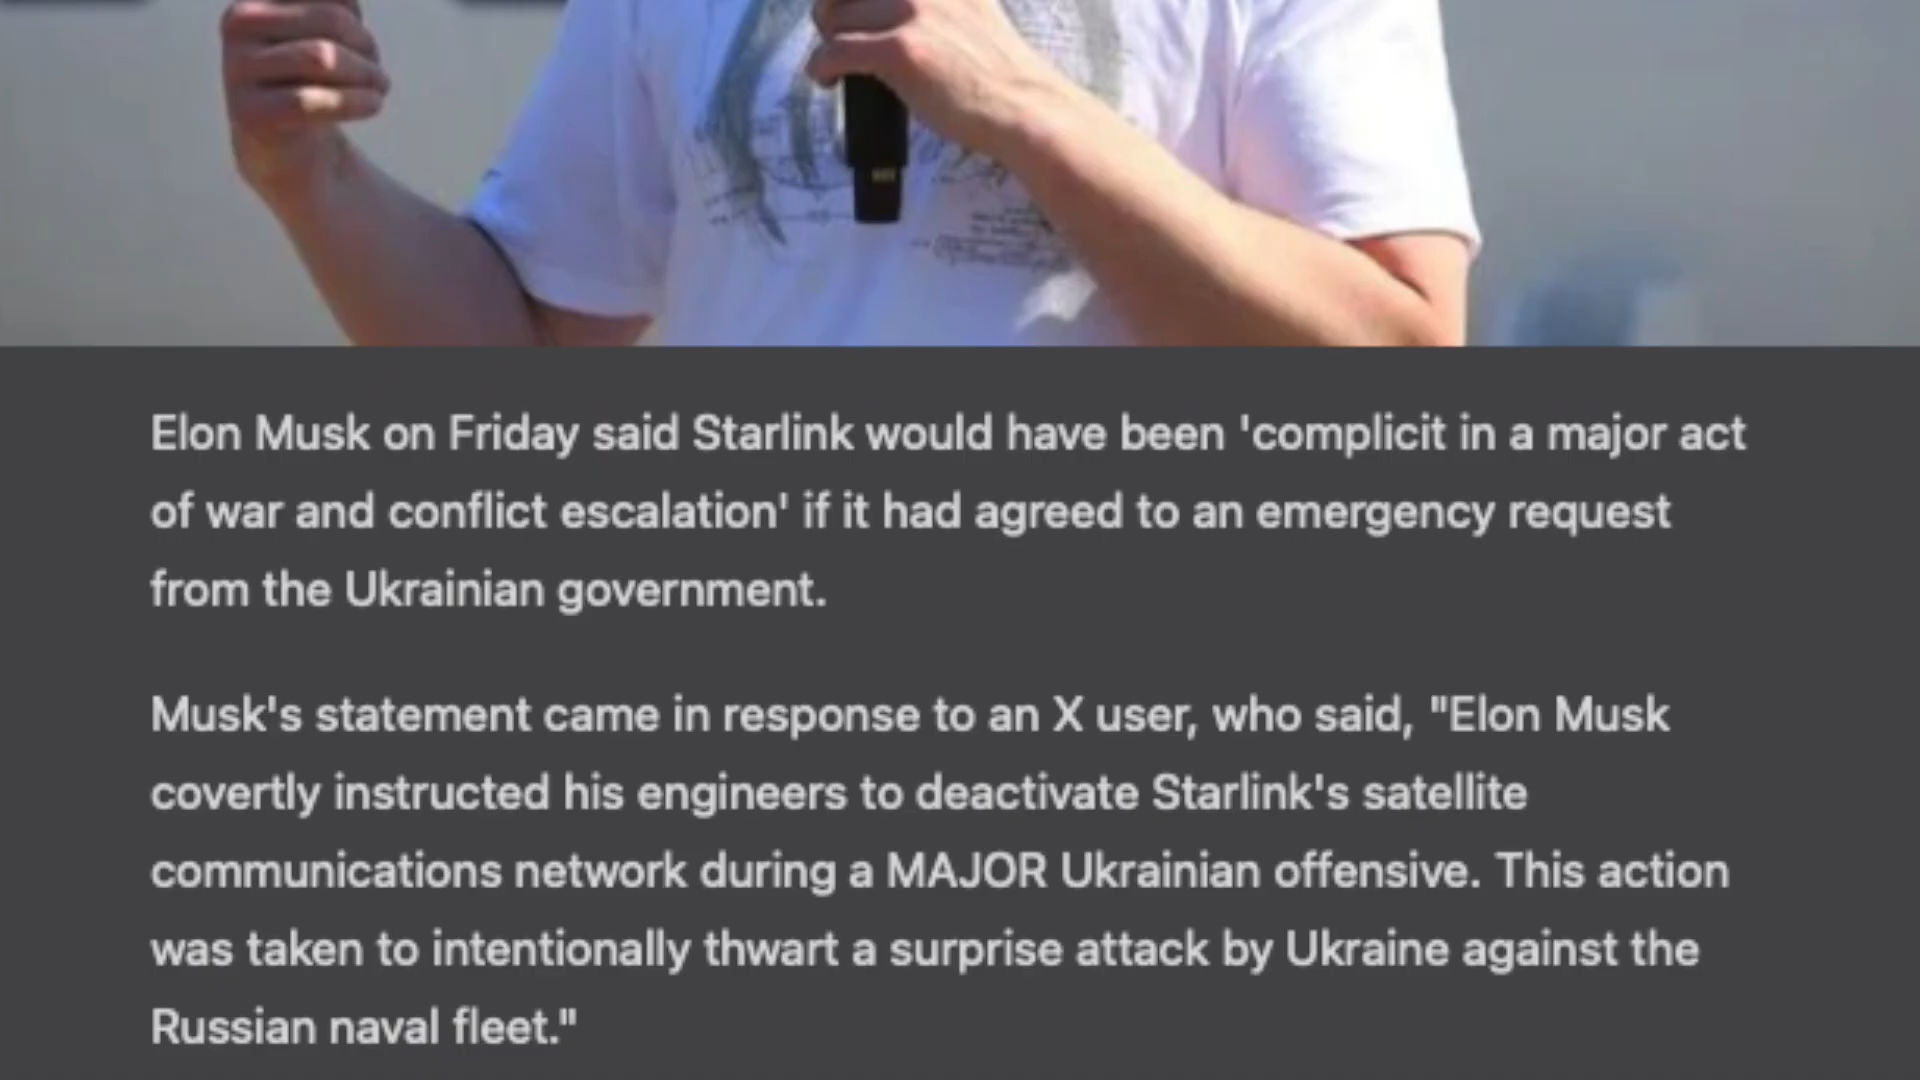 Elon Musk on Friday said Starlink would have been 'complicit in a major act
of war and conflict escalation' if it had agreed to an emergency request
from the Ukrainian government.
Musk's statement came in response to an X user, who said, "Elon Musk
covertly instructed his engineers to deactivate Starlink's satellite
communications network during a MAJOR Ukrainian offensive. This action
was taken to intentionally thwart a surprise attack by Ukraine against the
Russian naval fleet."